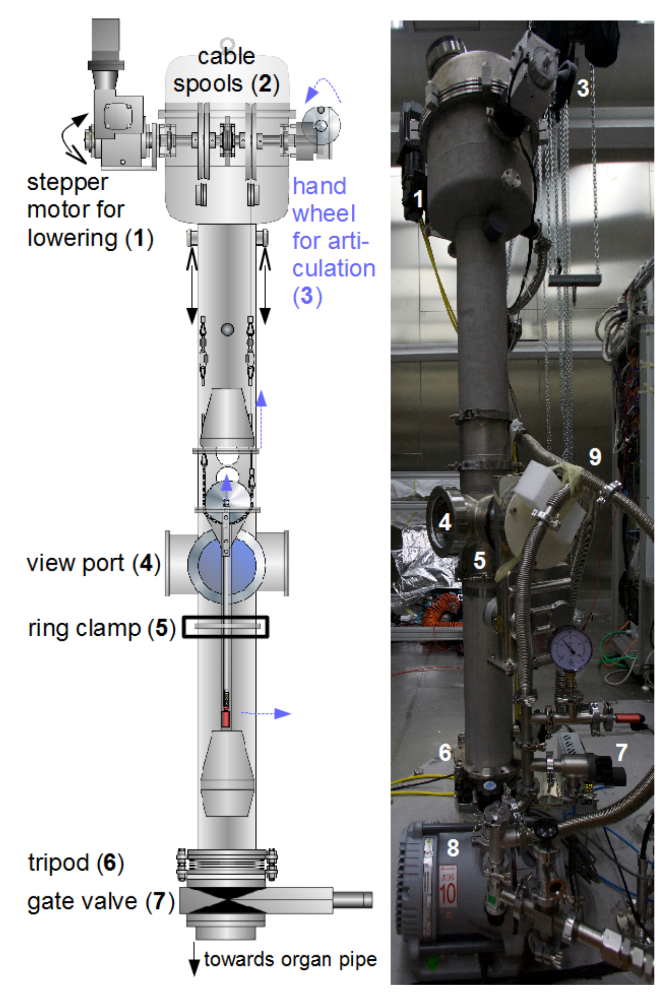 cable
spools (2)
stepper
motor for
lowering (1)
hand
wheel
for arti-
culation
(3)
view port (4)
ring clamp (5)
tripod (6)
gate valve (7)
towards organ pipe
3
1
9
4
5
6
7
8
10